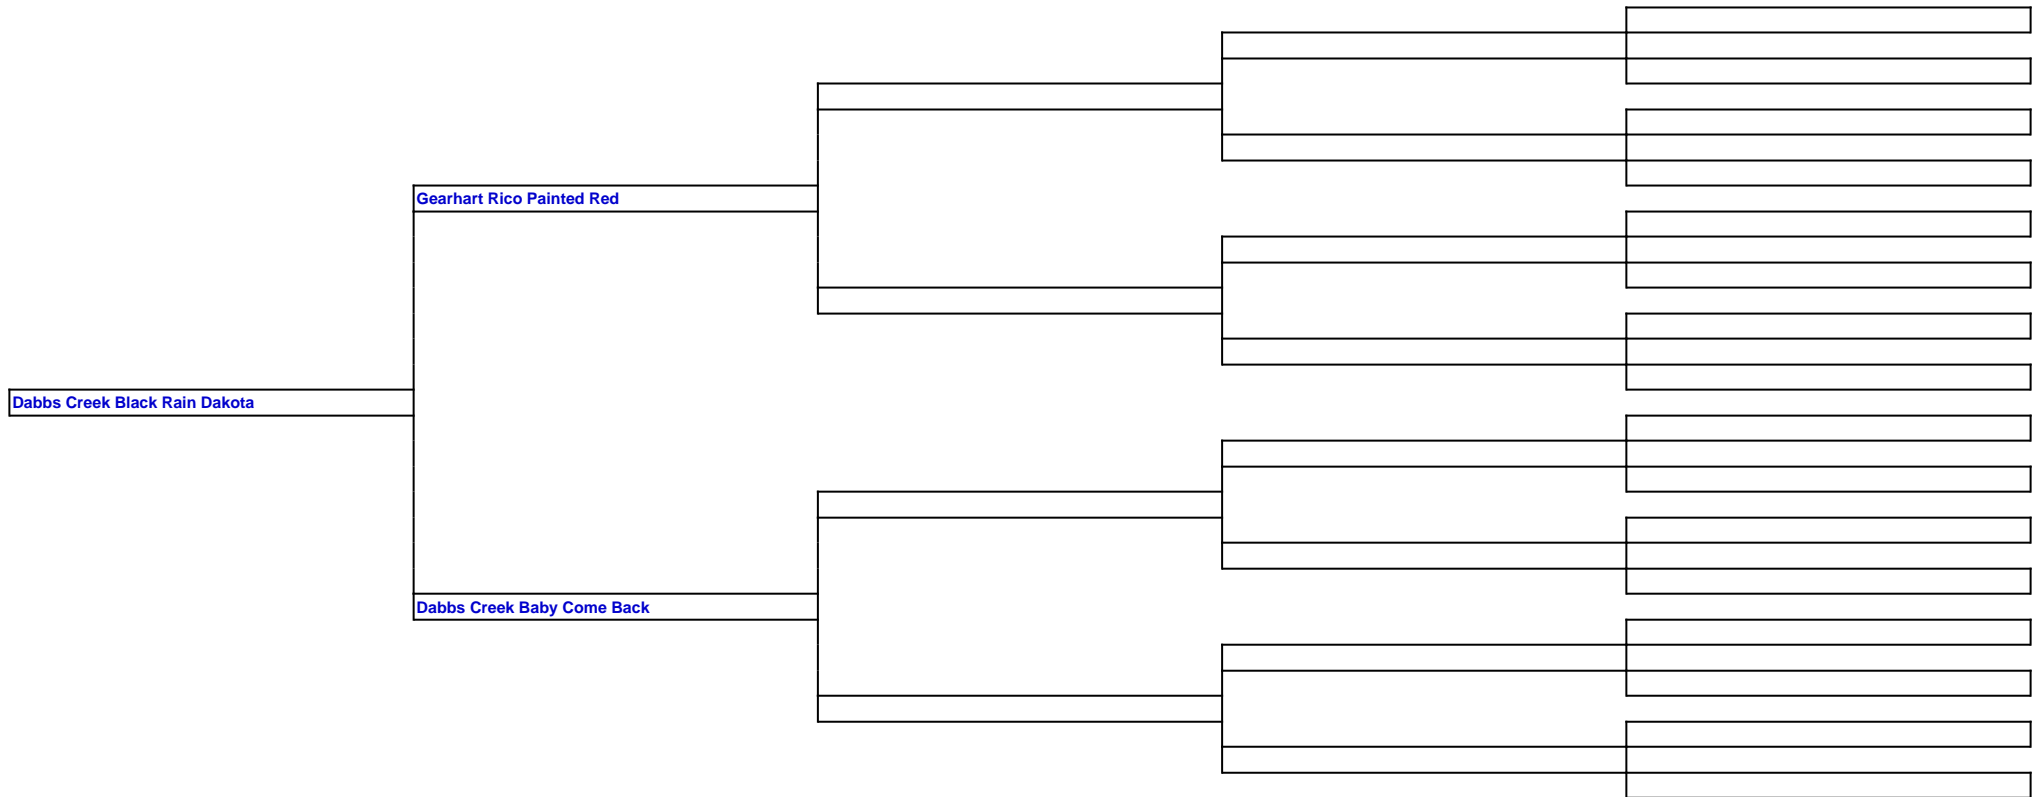 Gearhart Rico Painted Red
Dabbs Creek Black Rain Dakota
Dabbs Creek Baby Come Back